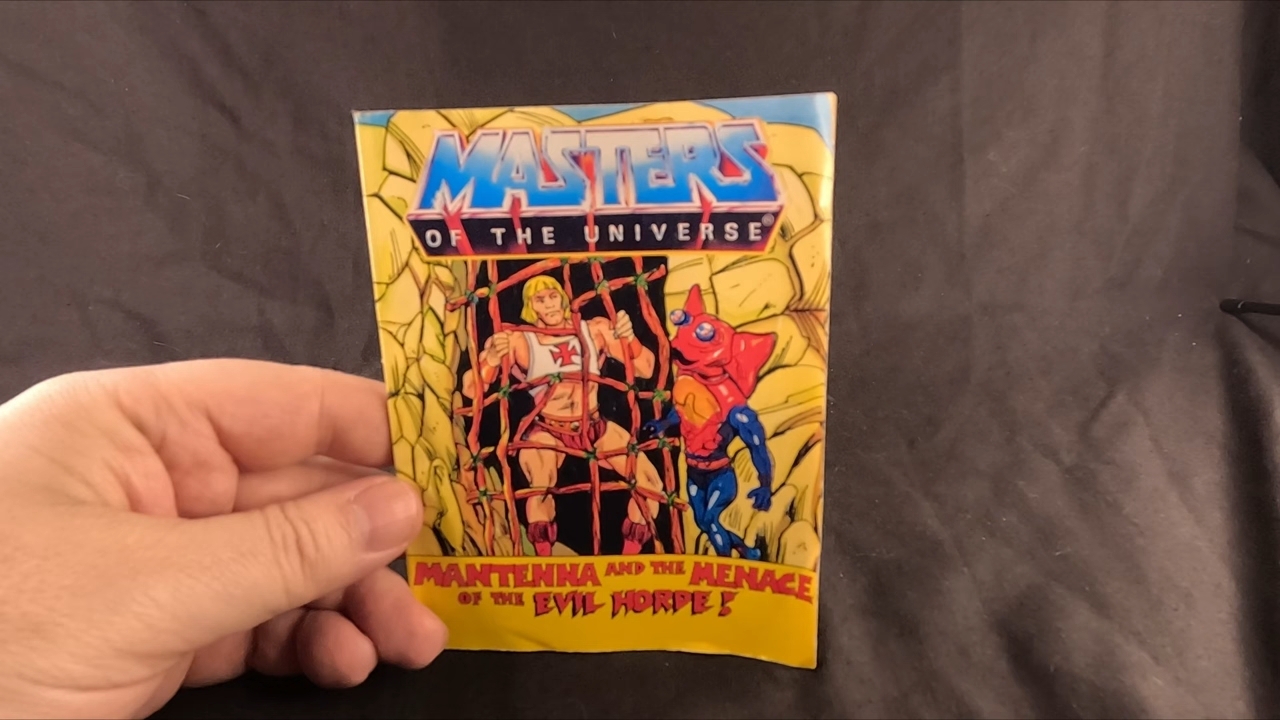 MASTERS
OF THE UNIVERSE®
MANTENNA AND THE MENACE
OF THE EVIL HORDE!